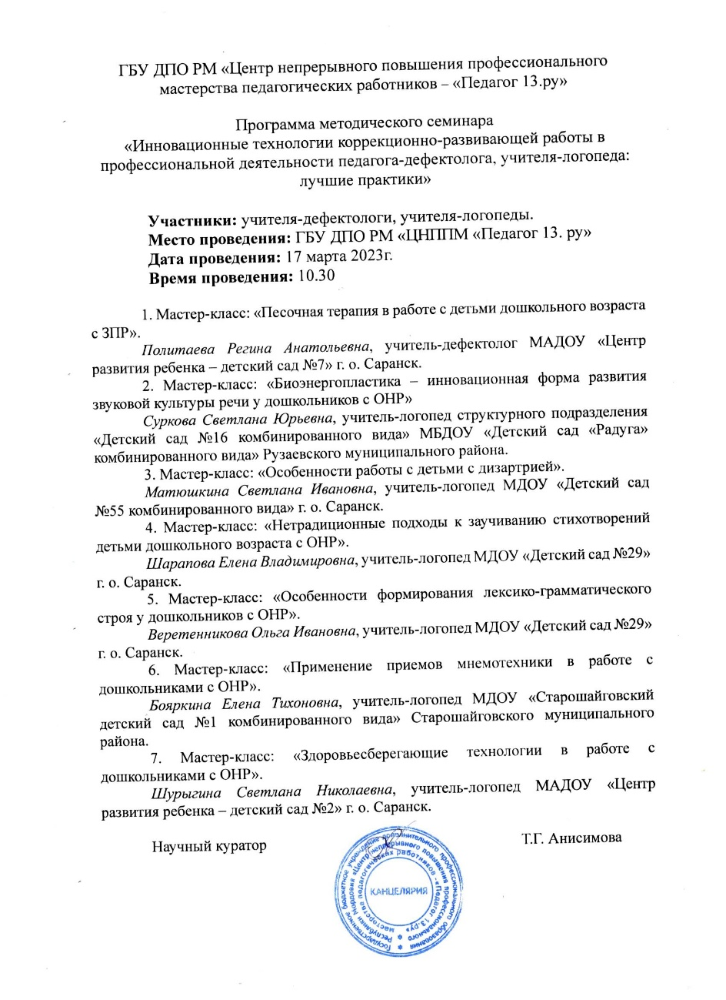 ГБУ ДПО РМ «Центр непрерывного повышения профессионального
мастерства педагогических работников – «Педагог 13.ру»
Программа методического семинара
«Инновационные технологии коррекционно-развивающей работы в
профессиональной деятельности педагога-дефектолога, учителя-логопеда:
лучшие практики»
Участники: учителя-дефектологи, учителя-логопеды.
Место проведения: ГБУ ДПО РМ «ЦНППМ «Педагог 13. ру»
Дата проведения: 17 марта 2023г.
Время проведения: 10.30
1. Мастер-класс: «Песочная терапия в работе с детьми дошкольного возраста
с ЗПР».
Политаева Регина Анатольевна, учитель-дефектолог МАДОУ «Центр
развития ребенка – детский сад №7» г. о. Саранск.
2. Мастер-класс: «Биоэнергопластика – инновационная форма развития
звуковой культуры речи у дошкольников с ОНР»
Суркова Светлана Юрьевна, учитель-логопед структурного подразделения
«Детский сад №16 комбинированного вида» МБДОУ «Детский сад «Радуга»
комбинированного вида» Рузаевского муниципального района.
3. Мастер-класс: «Особенности работы с детьми с дизартрией».
Матюшкина Светлана Ивановна, учитель-логопед МДОУ «Детский сад
№55 комбинированного вида» г. о. Саранск.
4. Мастер-класс: «Нетрадиционные подходы к заучиванию стихотворений
детьми дошкольного возраста с ОНР».
Шарапова Елена Владимировна, учитель-логопед МДОУ «Детский сад №29»
г. о. Саранск.
5. Мастер-класс: «Особенности формирования лексико-грамматического
строя у дошкольников с ОНР».
Веретенникова Ольга Ивановна, учитель-логопед МДОУ «Детский сад №29»
г. о. Саранск.
6. Мастер-класс: «Применение приемов мнемотехники в работе с
дошкольниками с ОНР».
Бояркина Елена Тихоновна, учитель-логопед МДОУ «Старошайговский
детский сад №1 комбинированного вида» Старошайговского муниципального
района.
7. Мастер-класс: «Здоровьесберегающие технологии в работе с
дошкольниками с ОНР».
Шурыгина Светлана Николаевна, учитель-логопед МАДОУ «Центр
развития ребенка – детский сад №2» г. о. Саранск.
Научный куратор Т.Г. Анисимова
Государственное бюджетное учреждение дополнительного профессионального образования
Республики Мордовия «Центр непрерывного повышения профессионального
мастерства педагогических работников - «Педагог 13.ру»
КАНЦЕЛЯРИЯ